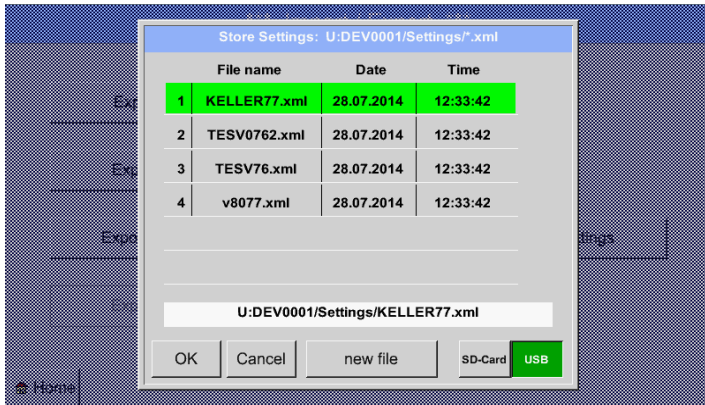 Store Settings: U:DEV0001/Settings/*.xml
File name Date Time
1 KELLER77.xml 28.07.2014 12:33:42
2 TESV0762.xml 28.07.2014 12:33:42
3 TESV76.xml 28.07.2014 12:33:42
4 v8077.xml 28.07.2014 12:33:42
U:DEV0001/Settings/KELLER77.xml
OK Cancel new file SD-Card USB
Home